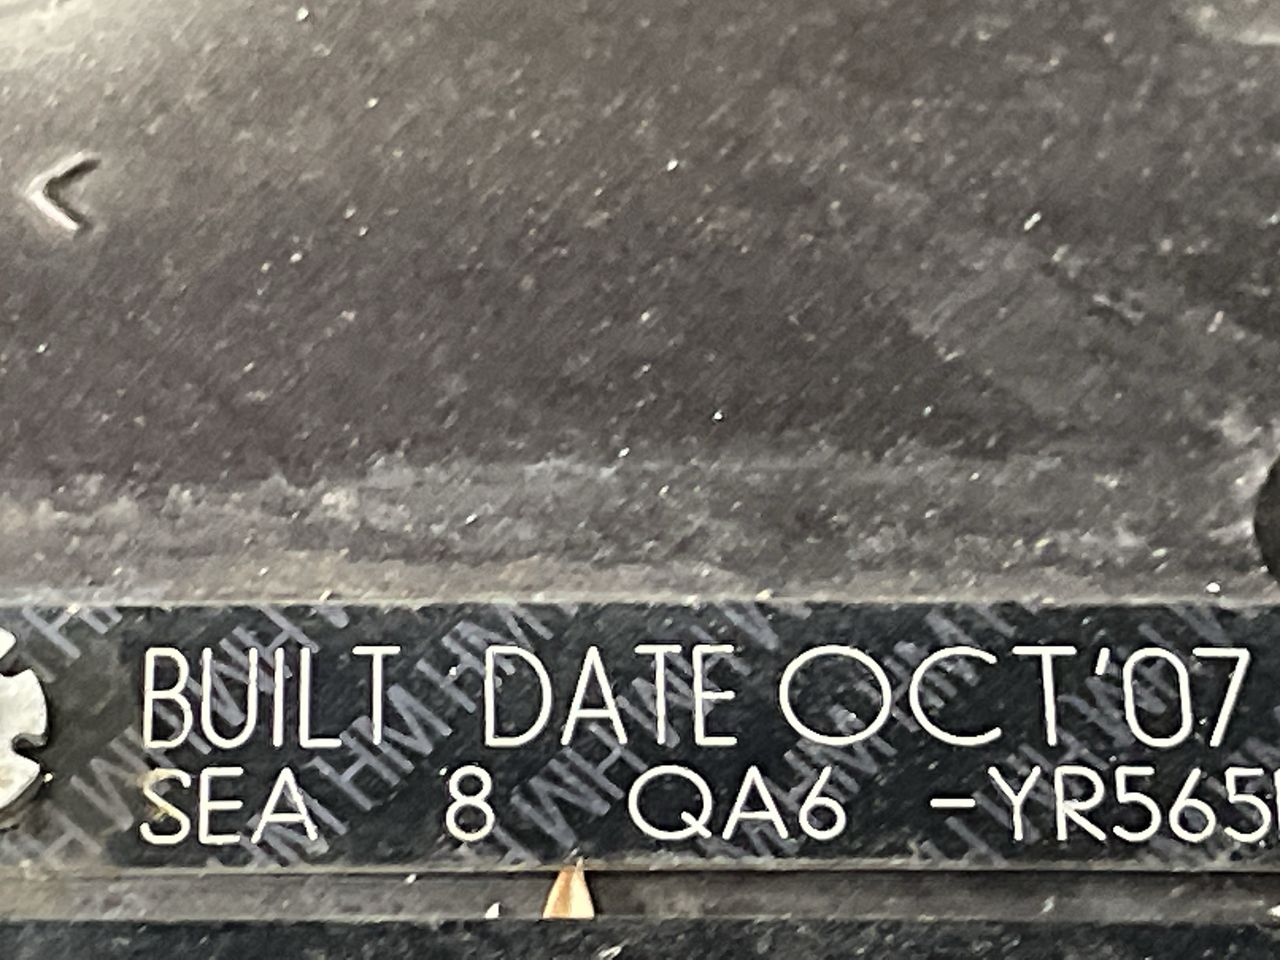 BUILT DATE OCT'07
SEA 8 QA6 -YR565